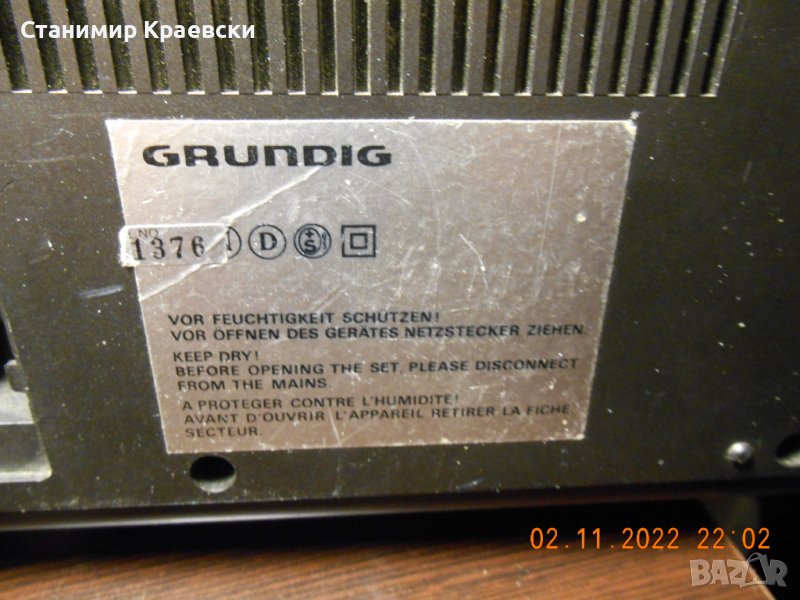 Станимир Краевски
GRUNDIG
NO
1376
D
S
VOR FEUCHTIGKEIT SCHÜTZEN!
VOR ÖFFNEN DES GERÄTES NETZSTECKER ZIEHEN.
KEEP DRY!
BEFORE OPENING THE SET, PLEASE DISCONNECT
FROM THE MAINS.
A PROTEGER CONTRE L'HUMIDITE!
AVANT D'OUVRIR L'APPAREIL RETIRER LA FICHE
SECTEUR.
02.11.2022 22:02
BAZAR